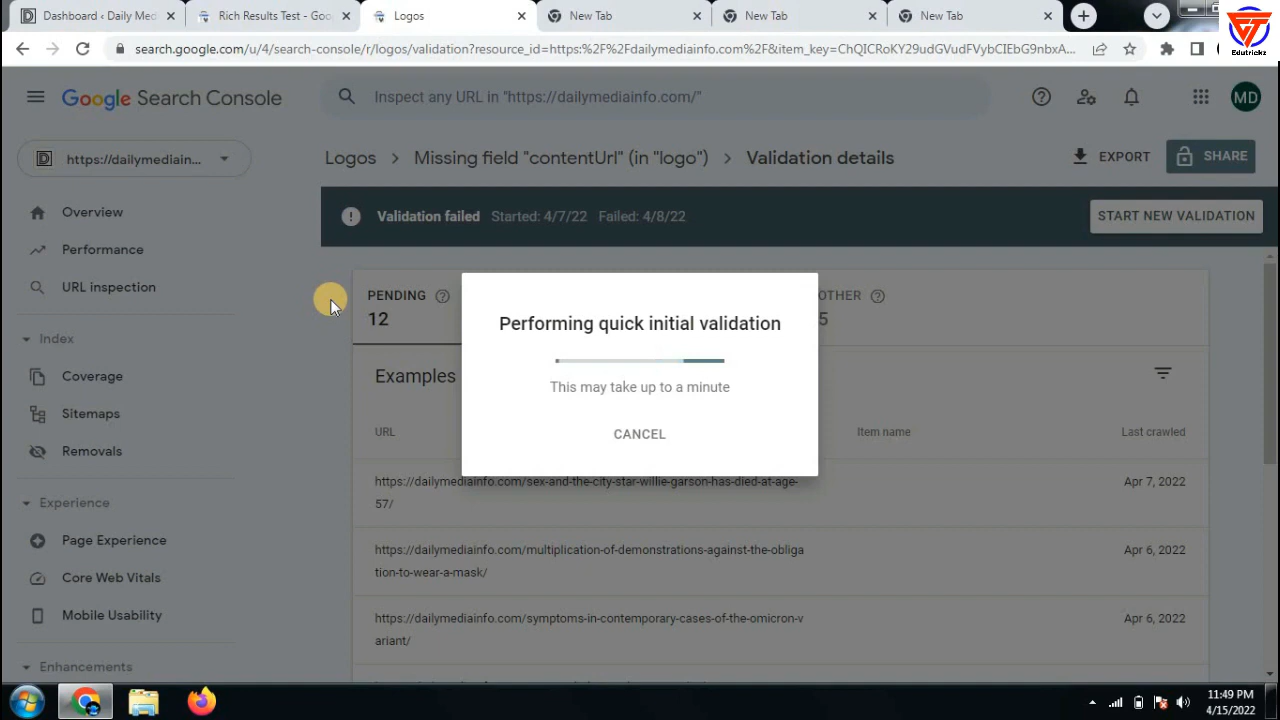 Dashboard ‹ Daily Med
Rich Results Test - Goo
Logos
New Tab
New Tab
New Tab
Edutrickz
search.google.com/u/4/search-console/r/logos/validation?resource_id=https:%2F%2Fdailymediainfo.com%2F&item_key=ChQICRoKY29udGVudFVybCIEbG9nbxA...
Google Search Console
Inspect any URL in "https://dailymediainfo.com/"
MD
https://dailymediain...
Logos > Missing field "contentUrl" (in "logo") > Validation details
EXPORT
SHARE
Validation failed Started: 4/7/22 Failed: 4/8/22
START NEW VALIDATION
Overview
Performance
URL inspection
Index
Coverage
Sitemaps
Removals
Experience
Page Experience
Core Web Vitals
Mobile Usability
Enhancements
PENDING
12
OTHER
5
Performing quick initial validation
This may take up to a minute
CANCEL
Examples
URL
Item name
Last crawled
https://dailymediainfo.com/sex-and-the-city-star-willie-garson-has-died-at-age-
57/
Apr 7, 2022
https://dailymediainfo.com/multiplication-of-demonstrations-against-the-obliga
tion-to-wear-a-mask/
Apr 6, 2022
https://dailymediainfo.com/symptoms-in-contemporary-cases-of-the-omicron-v
ariant/
Apr 6, 2022
11:49 PM
4/15/2022